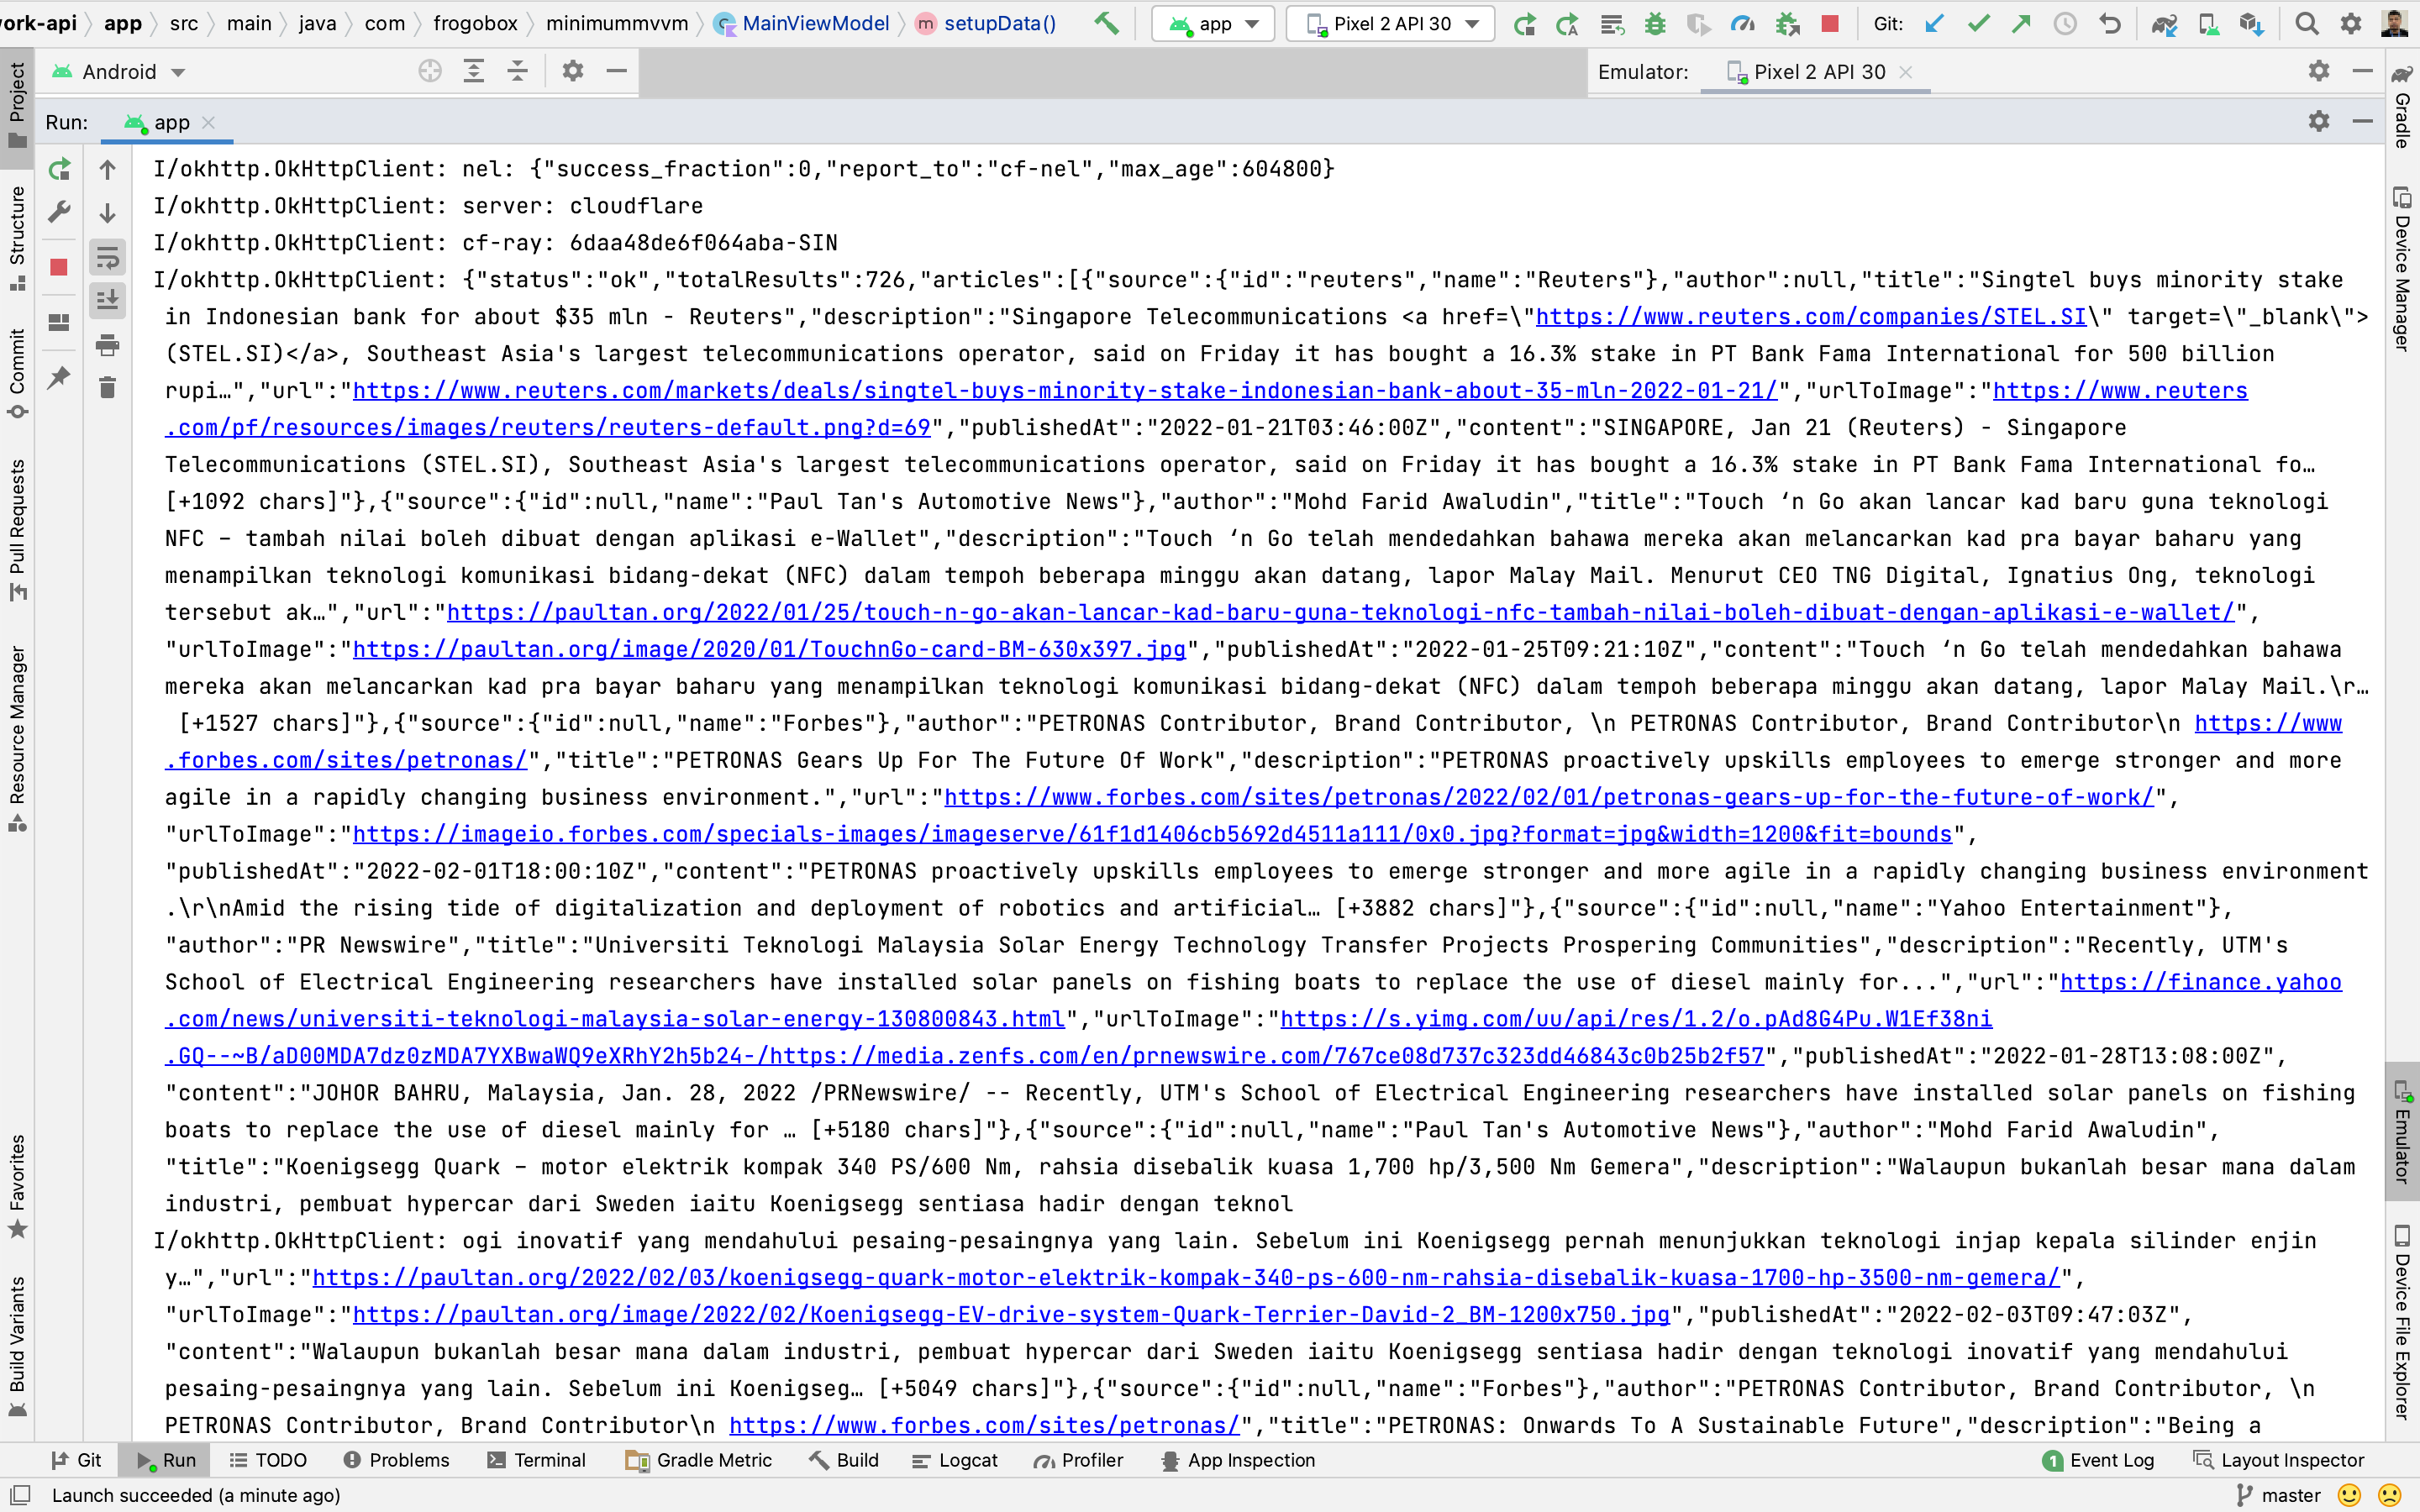 ork-api app src main java com frogobox minimummvvm MainViewModel m setupData() app Pixel 2 API 30 Git:
Android Emulator: Pixel 2 API 30
Run: app
I/okhttp.OkHttpClient: nel: {"success_fraction":0,"report_to":"cf-nel","max_age":604800}
I/okhttp.OkHttpClient: server: cloudflare
I/okhttp.OkHttpClient: cf-ray: 6daa48de6f064aba-SIN
I/okhttp.OkHttpClient: {"status":"ok","totalResults":726,"articles":[{"source":{"id":"reuters","name":"Reuters"},"author":null,"title":"Singtel buys minority stake
in Indonesian bank for about $35 mln - Reuters","description":"Singapore Telecommunications <a href=\"https://www.reuters.com/companies/STEL.SI\" target=\"_blank\">
(STEL.SI)</a>, Southeast Asia's largest telecommunications operator, said on Friday it has bought a 16.3% stake in PT Bank Fama International for 500 billion
rupi…","url":"https://www.reuters.com/markets/deals/singtel-buys-minority-stake-indonesian-bank-about-35-mln-2022-01-21/","urlToImage":"https://www.reuters
.com/pf/resources/images/reuters/reuters-default.png?d=69","publishedAt":"2022-01-21T03:46:00Z","content":"SINGAPORE, Jan 21 (Reuters) - Singapore
Telecommunications (STEL.SI), Southeast Asia's largest telecommunications operator, said on Friday it has bought a 16.3% stake in PT Bank Fama International fo…
[+1092 chars]"},{"source":{"id":null,"name":"Paul Tan's Automotive News"},"author":"Mohd Farid Awaludin","title":"Touch ‘n Go akan lancar kad baru guna teknologi
NFC – tambah nilai boleh dibuat dengan aplikasi e-Wallet","description":"Touch ‘n Go telah mendedahkan bahawa mereka akan melancarkan kad pra bayar baharu yang
menampilkan teknologi komunikasi bidang-dekat (NFC) dalam tempoh beberapa minggu akan datang, lapor Malay Mail. Menurut CEO TNG Digital, Ignatius Ong, teknologi
tersebut ak…","url":"https://paultan.org/2022/01/25/touch-n-go-akan-lancar-kad-baru-guna-teknologi-nfc-tambah-nilai-boleh-dibuat-dengan-aplikasi-e-wallet/",
"urlToImage":"https://paultan.org/image/2020/01/TouchnGo-card-BM-630x397.jpg","publishedAt":"2022-01-25T09:21:10Z","content":"Touch ‘n Go telah mendedahkan bahawa
mereka akan melancarkan kad pra bayar baharu yang menampilkan teknologi komunikasi bidang-dekat (NFC) dalam tempoh beberapa minggu akan datang, lapor Malay Mail.\r…
[+1527 chars]"},{"source":{"id":null,"name":"Forbes"},"author":"PETRONAS Contributor, Brand Contributor, \n PETRONAS Contributor, Brand Contributor\n https://www
.forbes.com/sites/petronas/","title":"PETRONAS Gears Up For The Future Of Work","description":"PETRONAS proactively upskills employees to emerge stronger and more
agile in a rapidly changing business environment.","url":"https://www.forbes.com/sites/petronas/2022/02/01/petronas-gears-up-for-the-future-of-work/",
"urlToImage":"https://imageio.forbes.com/specials-images/imageserve/61f1d1406cb5692d4511a111/0x0.jpg?format=jpg&width=1200&fit=bounds",
"publishedAt":"2022-02-01T18:00:10Z","content":"PETRONAS proactively upskills employees to emerge stronger and more agile in a rapidly changing business environment
.\r\nAmid the rising tide of digitalization and deployment of robotics and artificial… [+3882 chars]"},{"source":{"id":null,"name":"Yahoo Entertainment"},
"author":"PR Newswire","title":"Universiti Teknologi Malaysia Solar Energy Technology Transfer Projects Prospering Communities","description":"Recently, UTM's
School of Electrical Engineering researchers have installed solar panels on fishing boats to replace the use of diesel mainly for...","url":"https://finance.yahoo
.com/news/universiti-teknologi-malaysia-solar-energy-130800843.html","urlToImage":"https://s.yimg.com/uu/api/res/1.2/o.pAd8G4Pu.W1Ef38ni
.GQ--~B/aD00MDA7dz0zMDA7YXBwaWQ9eXRhY2h5b24-/https://media.zenfs.com/en/prnewswire.com/767ce08d737c323dd46843c0b25b2f57","publishedAt":"2022-01-28T13:08:00Z",
"content":"JOHOR BAHRU, Malaysia, Jan. 28, 2022 /PRNewswire/ -- Recently, UTM's School of Electrical Engineering researchers have installed solar panels on fishing
boats to replace the use of diesel mainly for … [+5180 chars]"},{"source":{"id":null,"name":"Paul Tan's Automotive News"},"author":"Mohd Farid Awaludin",
"title":"Koenigsegg Quark – motor elektrik kompak 340 PS/600 Nm, rahsia disebalik kuasa 1,700 hp/3,500 Nm Gemera","description":"Walaupun bukanlah besar mana dalam
industri, pembuat hypercar dari Sweden iaitu Koenigsegg sentiasa hadir dengan teknol
I/okhttp.OkHttpClient: ogi inovatif yang mendahului pesaing-pesaingnya yang lain. Sebelum ini Koenigsegg pernah menunjukkan teknologi injap kepala silinder enjin
y…","url":"https://paultan.org/2022/02/03/koenigsegg-quark-motor-elektrik-kompak-340-ps-600-nm-rahsia-disebalik-kuasa-1700-hp-3500-nm-gemera/",
"urlToImage":"https://paultan.org/image/2022/02/Koenigsegg-EV-drive-system-Quark-Terrier-David-2_BM-1200x750.jpg","publishedAt":"2022-02-03T09:47:03Z",
"content":"Walaupun bukanlah besar mana dalam industri, pembuat hypercar dari Sweden iaitu Koenigsegg sentiasa hadir dengan teknologi inovatif yang mendahului
pesaing-pesaingnya yang lain. Sebelum ini Koenigseg… [+5049 chars]"},{"source":{"id":null,"name":"Forbes"},"author":"PETRONAS Contributor, Brand Contributor, \n
PETRONAS Contributor, Brand Contributor\n https://www.forbes.com/sites/petronas/","title":"PETRONAS: Onwards To A Sustainable Future","description":"Being a
Project
Structure
Commit
Pull Requests
Resource Manager
Favorites
Build Variants
Gradle
Device Manager
Emulator
Device File Explorer
Git Run TODO Problems Terminal Gradle Metric Build Logcat Profiler App Inspection 1 Event Log Layout Inspector
Launch succeeded (a minute ago) master